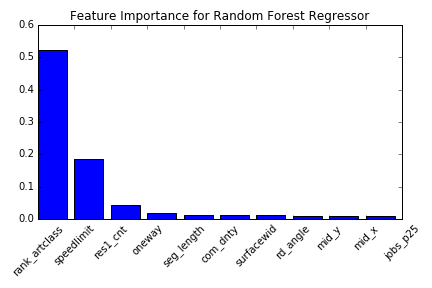 Feature Importance for Random Forest Regressor
0.6
0.5
0.4
0.3
0.2
0.1
0.0
rank_artclass
speedlimit
res1_cnt
oneway
seg_length
com_dnty
surfacewid
rd_angle
mid_y
mid_x
jobs_p25